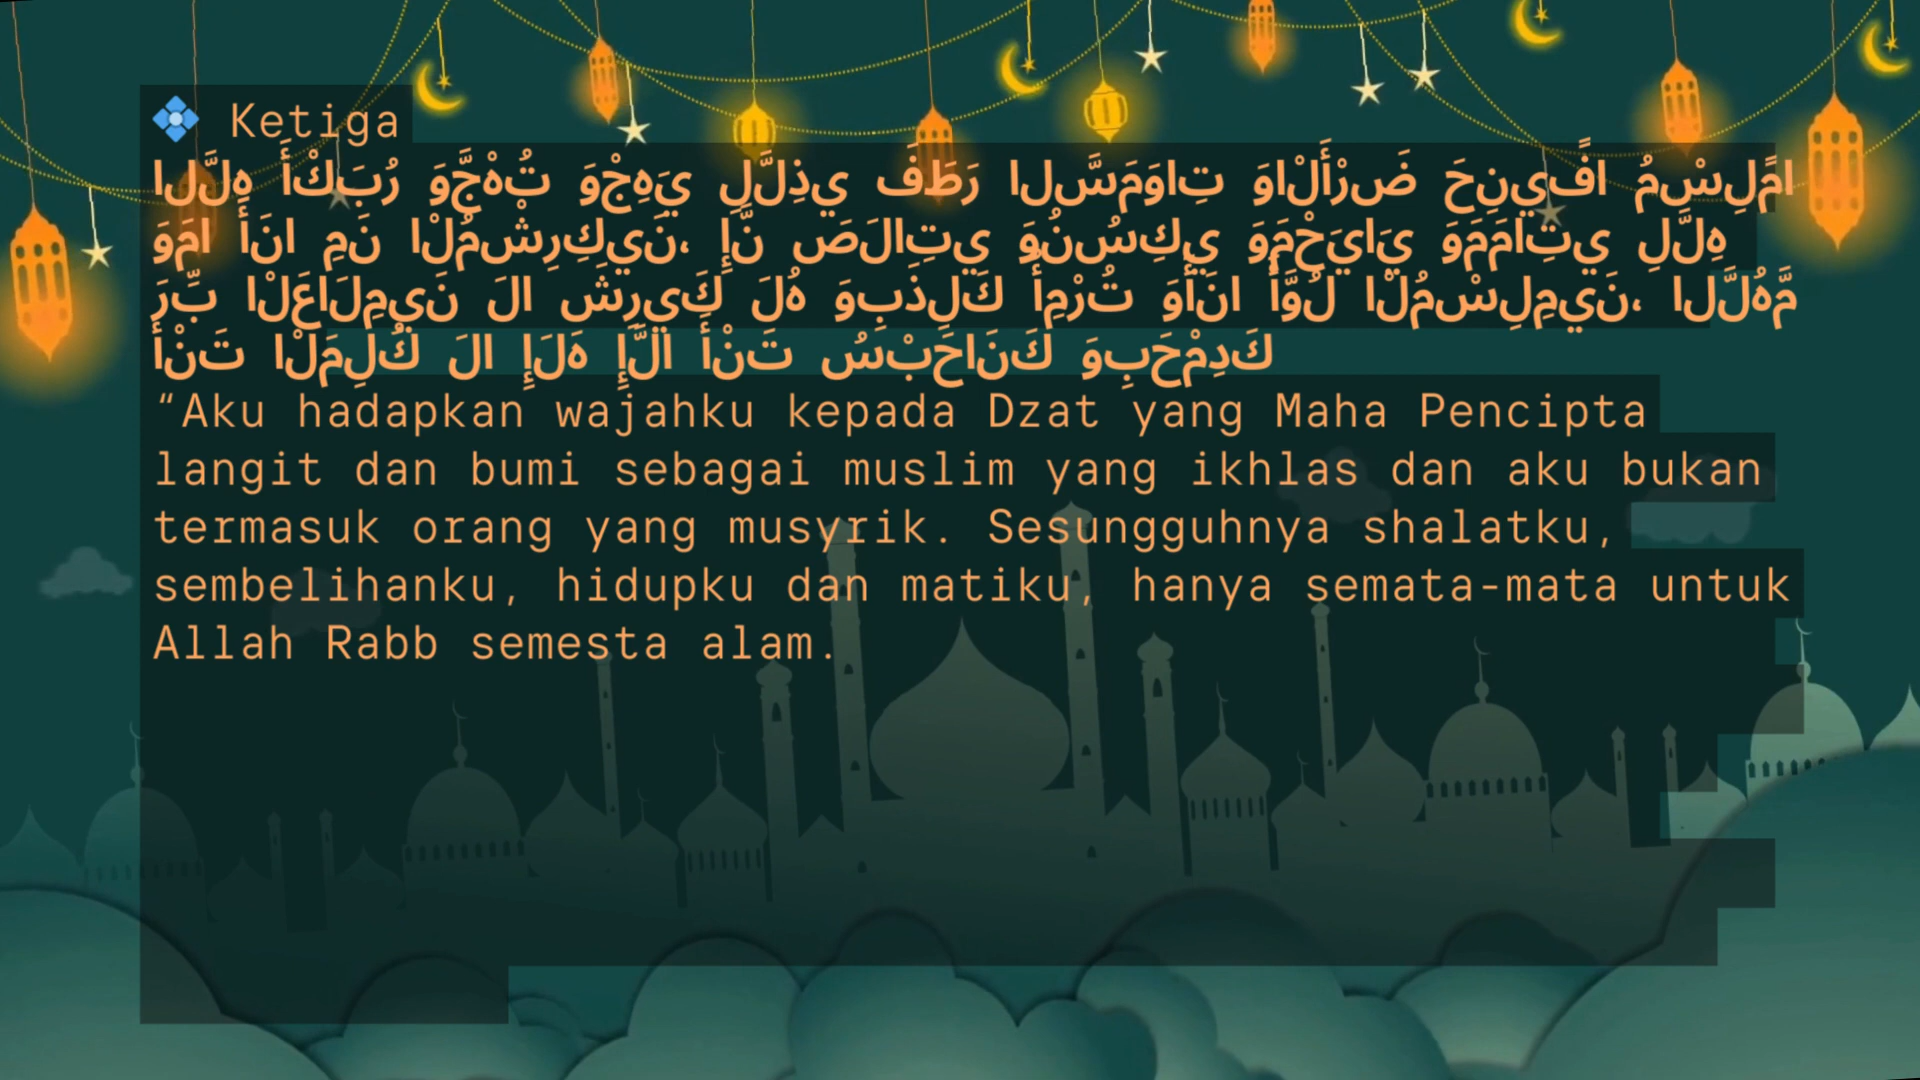 💠 Ketiga
اللَّه أَكْبَرُ وَجَّهْتُ وَجْهِيَ لِلَّذِي فَطَرَ السَّمَوَاتِ وَالْأَرْضَ حَنِيفًا مُسْلِمًا
وَمَا أَنَا مِنَ الْمُشْرِكِينَ، إِنَّ صَلَاتِي وَنُسُكِي وَمَحْيَايَ وَمَمَاتِي لِلَّهِ
رَبِّ الْعَالَمِينَ لَا شَرِيكَ لَهُ وَبِذَلِكَ أُمِرْتُ وَأَنَا أَوَّلُ الْمُسْلِمِينَ، اللَّهُمَّ
أَنْتَ الْمَلِكُ لَا إِلَهَ إِلَّا أَنْتَ سُبْحَانَكَ وَبِحَمْدِكَ
“Aku hadapkan wajahku kepada Dzat yang Maha Pencipta
langit dan bumi sebagai muslim yang ikhlas dan aku bukan
termasuk orang yang musyrik. Sesungguhnya shalatku,
sembelihanku, hidupku dan matiku, hanya semata-mata untuk
Allah Rabb semesta alam.